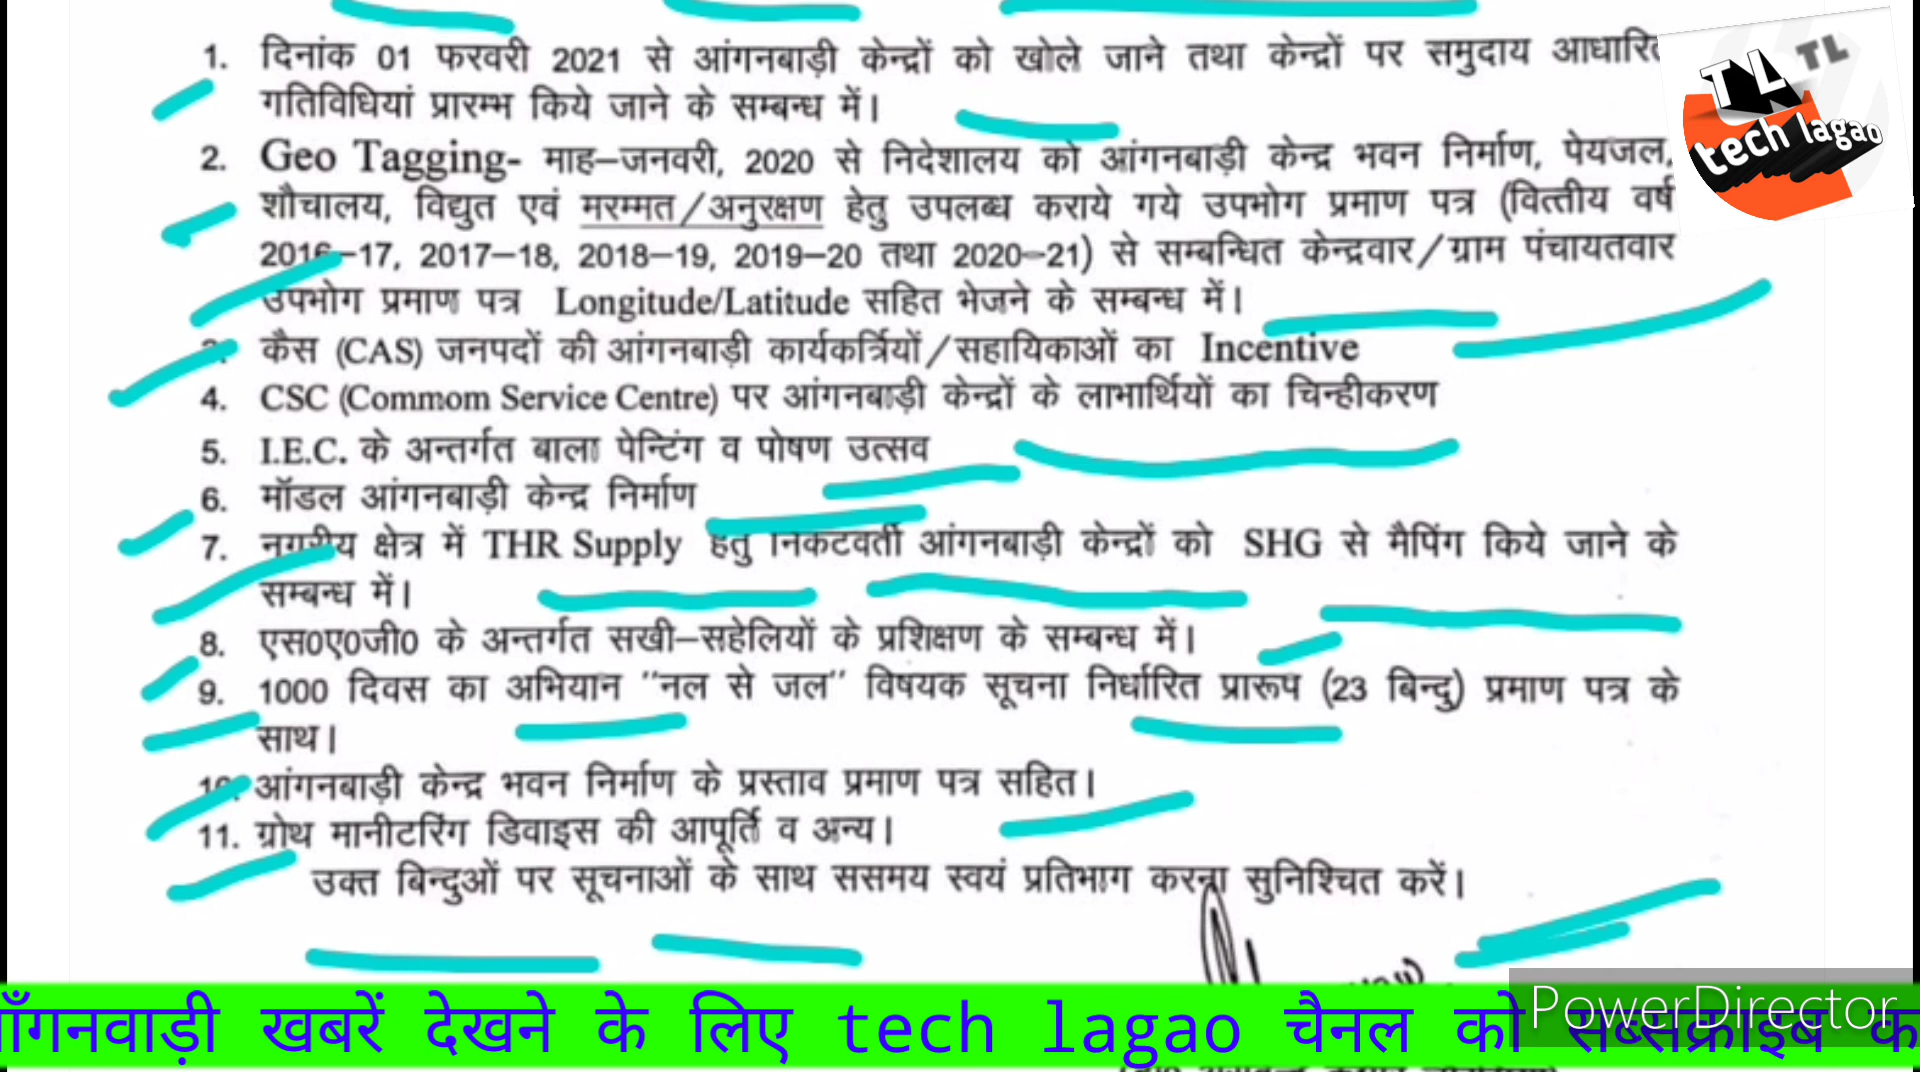 1. दिनांक 01 फरवरी 2021 से आंगनबाड़ी केन्द्रों को खोले जाने तथा केन्द्रों पर समुदाय आधारित
गतिविधियां प्रारम्भ किये जाने के सम्बन्ध में।
TL TL
tech lagao
2. Geo Tagging- माह–जनवरी, 2020 से निदेशालय को आंगनबाड़ी केन्द्र भवन निर्माण, पेयजल,
शौचालय, विद्युत एवं मरम्मत/अनुरक्षण हेतु उपलब्ध कराये गये उपभोग प्रमाण पत्र (वित्तीय वर्ष
2016–17, 2017–18, 2018–19, 2019–20 तथा 2020–21) से सम्बन्धित केन्द्रवार/ग्राम पंचायतवार
उपभोग प्रमाण पत्र Longitude/Latitude सहित भेजने के सम्बन्ध में।
3. कैस (CAS) जनपदों की आंगनबाड़ी कार्यकर्त्रियों/सहायिकाओं का Incentive
4. CSC (Commom Service Centre) पर आंगनबाड़ी केन्द्रों के लाभार्थियों का चिन्हीकरण
5. I.E.C. के अन्तर्गत बाला पेन्टिंग व पोषण उत्सव
6. मॉडल आंगनबाड़ी केन्द्र निर्माण
7. नगरीय क्षेत्र में THR Supply हेतु निकटवर्ती आंगनबाड़ी केन्द्रों को SHG से मैपिंग किये जाने के
सम्बन्ध में।
8. एस0ए0जी0 के अन्तर्गत सखी–सहेलियों के प्रशिक्षण के सम्बन्ध में।
9. 1000 दिवस का अभियान "नल से जल" विषयक सूचना निर्धारित प्रारूप (23 बिन्दु) प्रमाण पत्र के
साथ।
10. आंगनबाड़ी केन्द्र भवन निर्माण के प्रस्ताव प्रमाण पत्र सहित।
11. ग्रोथ मानीटरिंग डिवाइस की आपूर्ति व अन्य।
उक्त बिन्दुओं पर सूचनाओं के साथ ससमय स्वयं प्रतिभाग करना सुनिश्चित करें।
PowerDirector
आँगनवाड़ी खबरें देखने के लिए tech lagao चैनल को सब्सक्राइब क